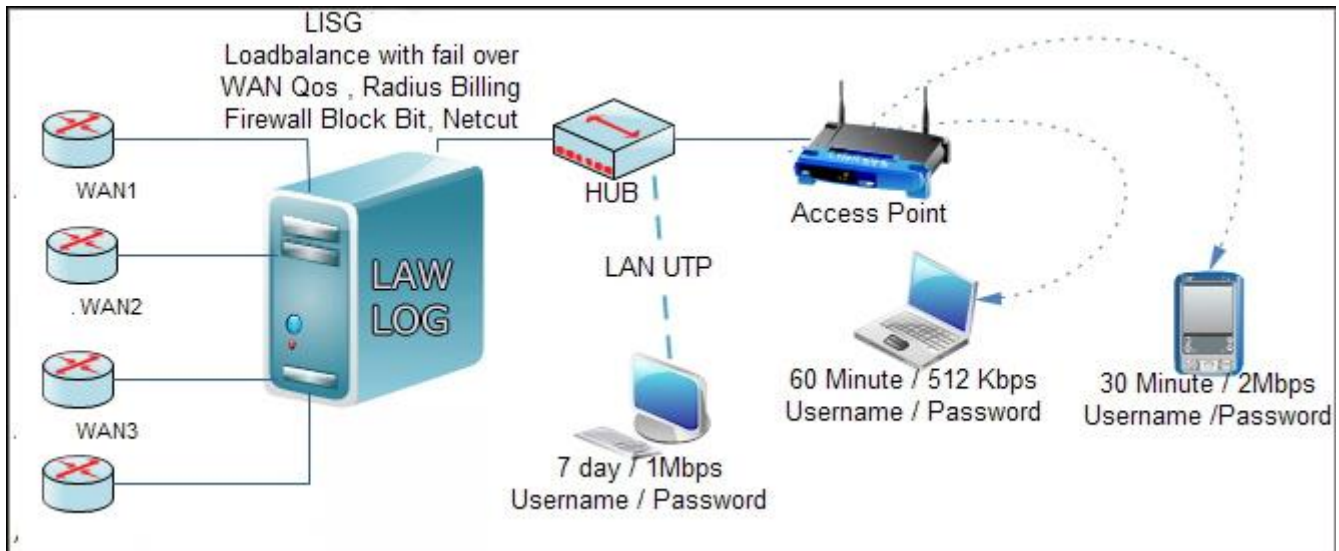 LISG
Loadbalance with fail over
WAN Qos , Radius Billing
Firewall Block Bit, Netcut
WAN1
. WAN2
WAN3
LAW
LOG
HUB
LINKSYS
Access Point
LAN UTP
7 day / 1Mbps
Username / Password
60 Minute / 512 Kbps
Username / Password
30 Minute / 2Mbps
Username /Password